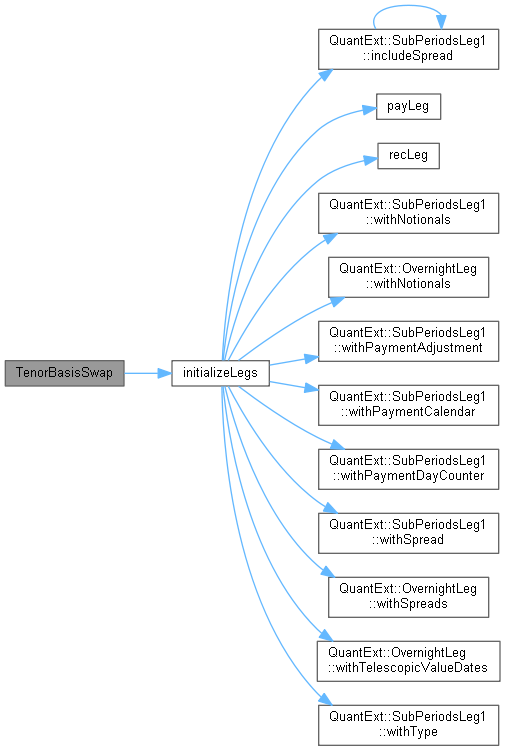 QuantExt::SubPeriodsLeg1
::includeSpread
payLeg
recLeg
QuantExt::SubPeriodsLeg1
::withNotionals
QuantExt::OvernightLeg
::withNotionals
QuantExt::SubPeriodsLeg1
::withPaymentAdjustment
TenorBasisSwap
initializeLegs
QuantExt::SubPeriodsLeg1
::withPaymentCalendar
QuantExt::SubPeriodsLeg1
::withPaymentDayCounter
QuantExt::SubPeriodsLeg1
::withSpread
QuantExt::OvernightLeg
::withSpreads
QuantExt::OvernightLeg
::withTelescopicValueDates
QuantExt::SubPeriodsLeg1
::withType